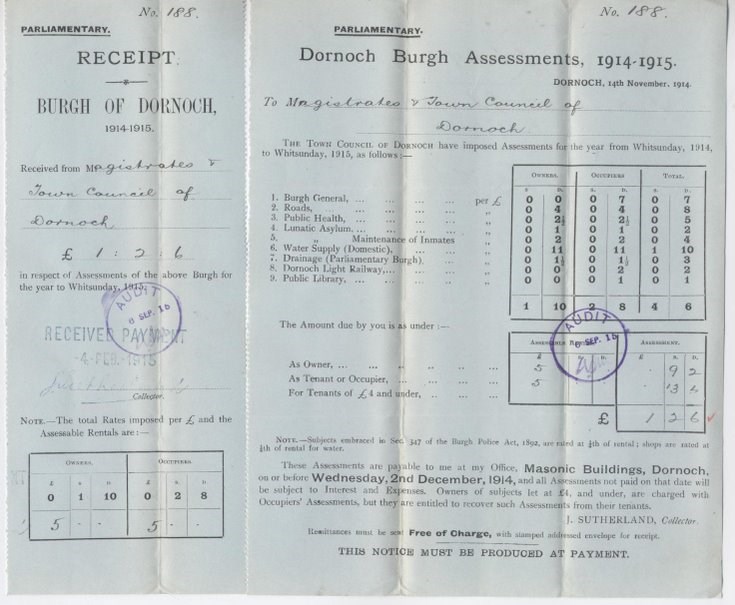 No. 188.
PARLIAMENTARY.
RECEIPT
BURGH OF DORNOCH,
1914-1915.
Received from Magistrates &
Town Council of
Dornoch
£ 1 : 2 : 6
in respect of Assessments of the above Burgh for
the year to Whitsunday, 1915.
AUDIT
6 SEP. 15
RECEIVED PAYMENT
-4-FEB.-1915
Collector.
NOTE.—The total Rates imposed per £ and the
Assessable Rentals are:—
OWNERS. OCCUPIERS
£ s. D. £ s. D.
0 1 10 0 2 8
5 - - 5 - -
No. 188.
PARLIAMENTARY.
Dornoch Burgh Assessments, 1914-1915.
DORNOCH, 14th November, 1914.
To Magistrates & Town Council of
Dornoch
THE TOWN COUNCIL OF DORNOCH have imposed Assessments for the year from Whitsunday, 1914,
to Whitsunday, 1915, as follows:—
OWNERS. OCCUPIERS TOTAL.
s. D. s. D. s. D.
1. Burgh General, ... ... ... ... per £ 0 0 0 7 0 7
2. Roads, ... ... ... ... „ 0 4 0 4 0 8
3. Public Health, ... ... ... ... „ 0 2½ 0 2½ 0 5
4. Lunatic Asylum, ... ... ... ... „ 0 1 0 1 0 2
5. „ Maintenance of Inmates „ 0 2 0 2 0 4
6. Water Supply (Domestic), ... ... „ 0 11 0 11 1 10
7. Drainage (Parliamentary Burgh) ... „ 0 1½ 0 1½ 0 3
8. Dornoch Light Railway,... ... ... „ 0 0 0 2 0 2
9. Public Library, ... ... ... ... „ 0 0 0 1 0 1
1 10 2 8 4 6
The Amount due by you is as under:—
AUDIT
6 SEP. 15
ASSESSABLE RENTAL. ASSESSMENT.
£ £ s. D.
As Owner, ... ... ... ... ... 5 9 2
As Tenant or Occupier, ... ... ... 5 13 4
For Tenants of £4 and under, .. ... ...
£ 1 2 6
NOTE.—Subjects embraced in Sec. 347 of the Burgh Police Act, 1892, are rated at ¼th of rental; shops are rated at
¼th of rental for water.
These Assessments are payable to me at my Office, Masonic Buildings, Dornoch,
on or before Wednesday, 2nd December, 1914, and all Assessments not paid on that date will
be subject to Interest and Expenses. Owners of subjects let at £4, and under, are charged with
Occupiers' Assessments, but they are entitled to recover such Assessments from their tenants.
J. SUTHERLAND, Collector.
Remittances must be sent Free of Charge, with stamped addressed envelope for receipt.
THIS NOTICE MUST BE PRODUCED AT PAYMENT.